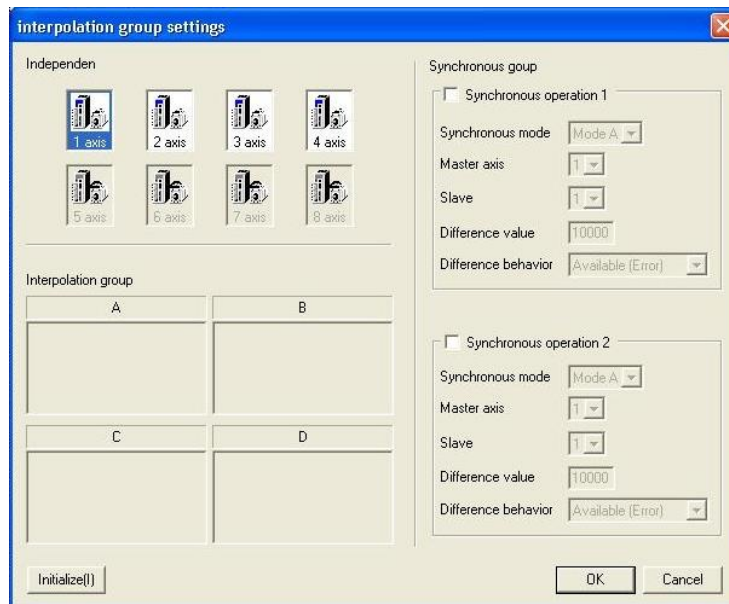 interpolation group settings
Independen
1 axis
2 axis
3 axis
4 axis
5 axis
6 axis
7 axis
8 axis
Interpolation group
A
B
C
D
Initialize(I)
Synchronous goup
Synchronous operation 1
Synchronous mode Mode A
Master axis 1
Slave 1
Difference value 10000
Difference behavior Available (Error)
Synchronous operation 2
Synchronous mode Mode A
Master axis 1
Slave 1
Difference value 10000
Difference behavior Available (Error)
OK
Cancel